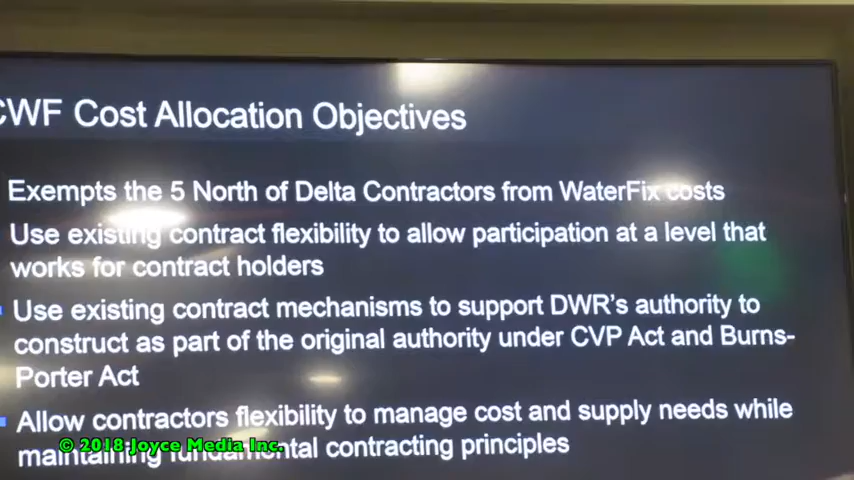 CWF Cost Allocation Objectives
Exempts the 5 North of Delta Contractors from WaterFix costs
Use existing contract flexibility to allow participation at a level that
works for contract holders
Use existing contract mechanisms to support DWR's authority to
construct as part of the original authority under CVP Act and Burns-
Porter Act
Allow contractors flexibility to manage cost and supply needs while
maintaining fundamental contracting principles
© 2018 Joyce Media Inc.